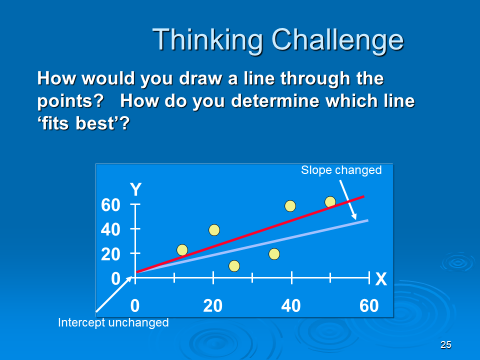 Thinking Challenge
How would you draw a line through the
points?   How do you determine which line
‘fits best’?
Slope changed
Y
60
40
20
0
X
0 20 40 60
Intercept unchanged
25